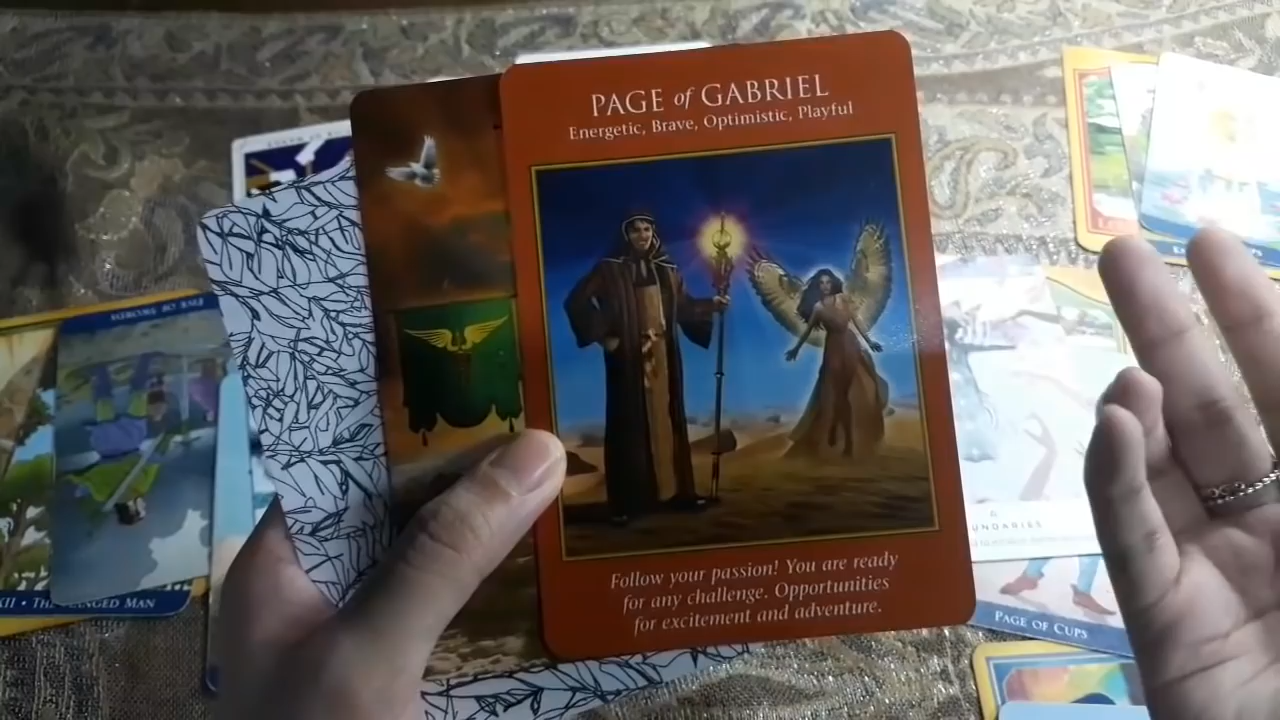 PAGE of GABRIEL
Energetic, Brave, Optimistic, Playful
Follow your passion! You are ready
for any challenge. Opportunities
for excitement and adventure.
UNDARIES
PAGE OF CUPS
XII • THE HANGED MAN